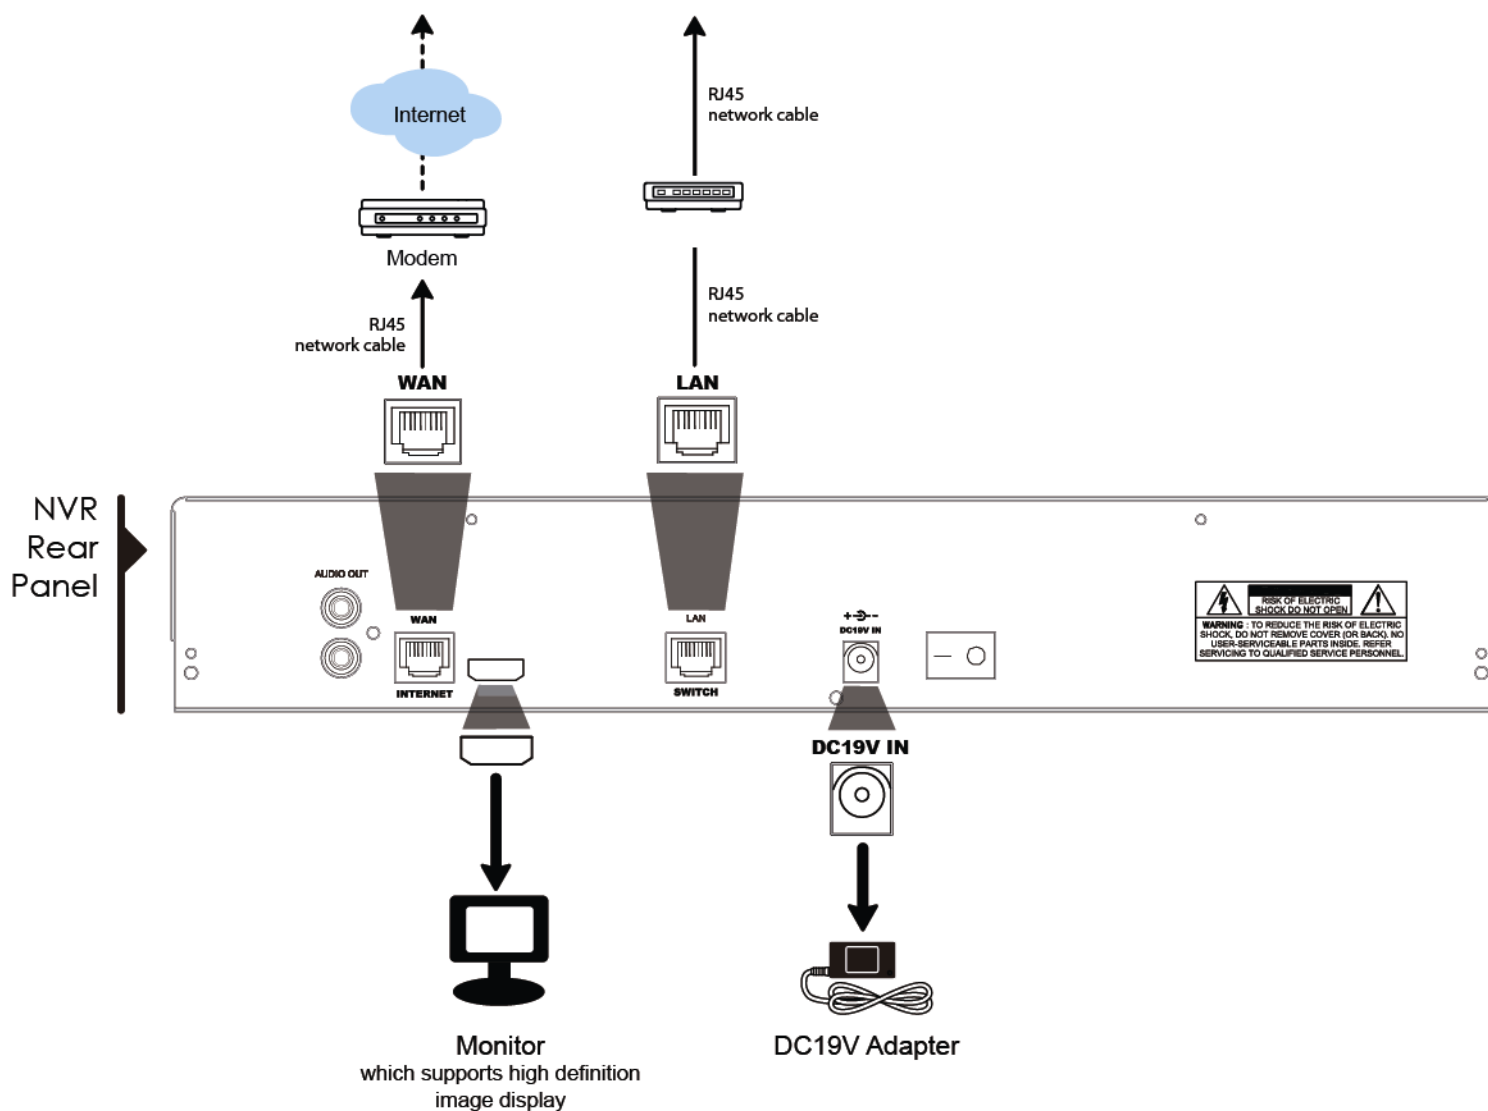 Internet
RJ45
network cable
Modem
RJ45
network cable
RJ45
network cable
WAN
LAN
NVR
Rear
Panel
AUDIO OUT
WAN
INTERNET
LAN
SWITCH
DC19V IN
RISK OF ELECTRIC
SHOCK DO NOT OPEN
WARNING : TO REDUCE THE RISK OF ELECTRIC
SHOCK, DO NOT REMOVE COVER (OR BACK). NO
USER-SERVICEABLE PARTS INSIDE. REFER
SERVICING TO QUALIFIED SERVICE PERSONNEL.
DC19V IN
Monitor
which supports high definition
image display
DC19V Adapter